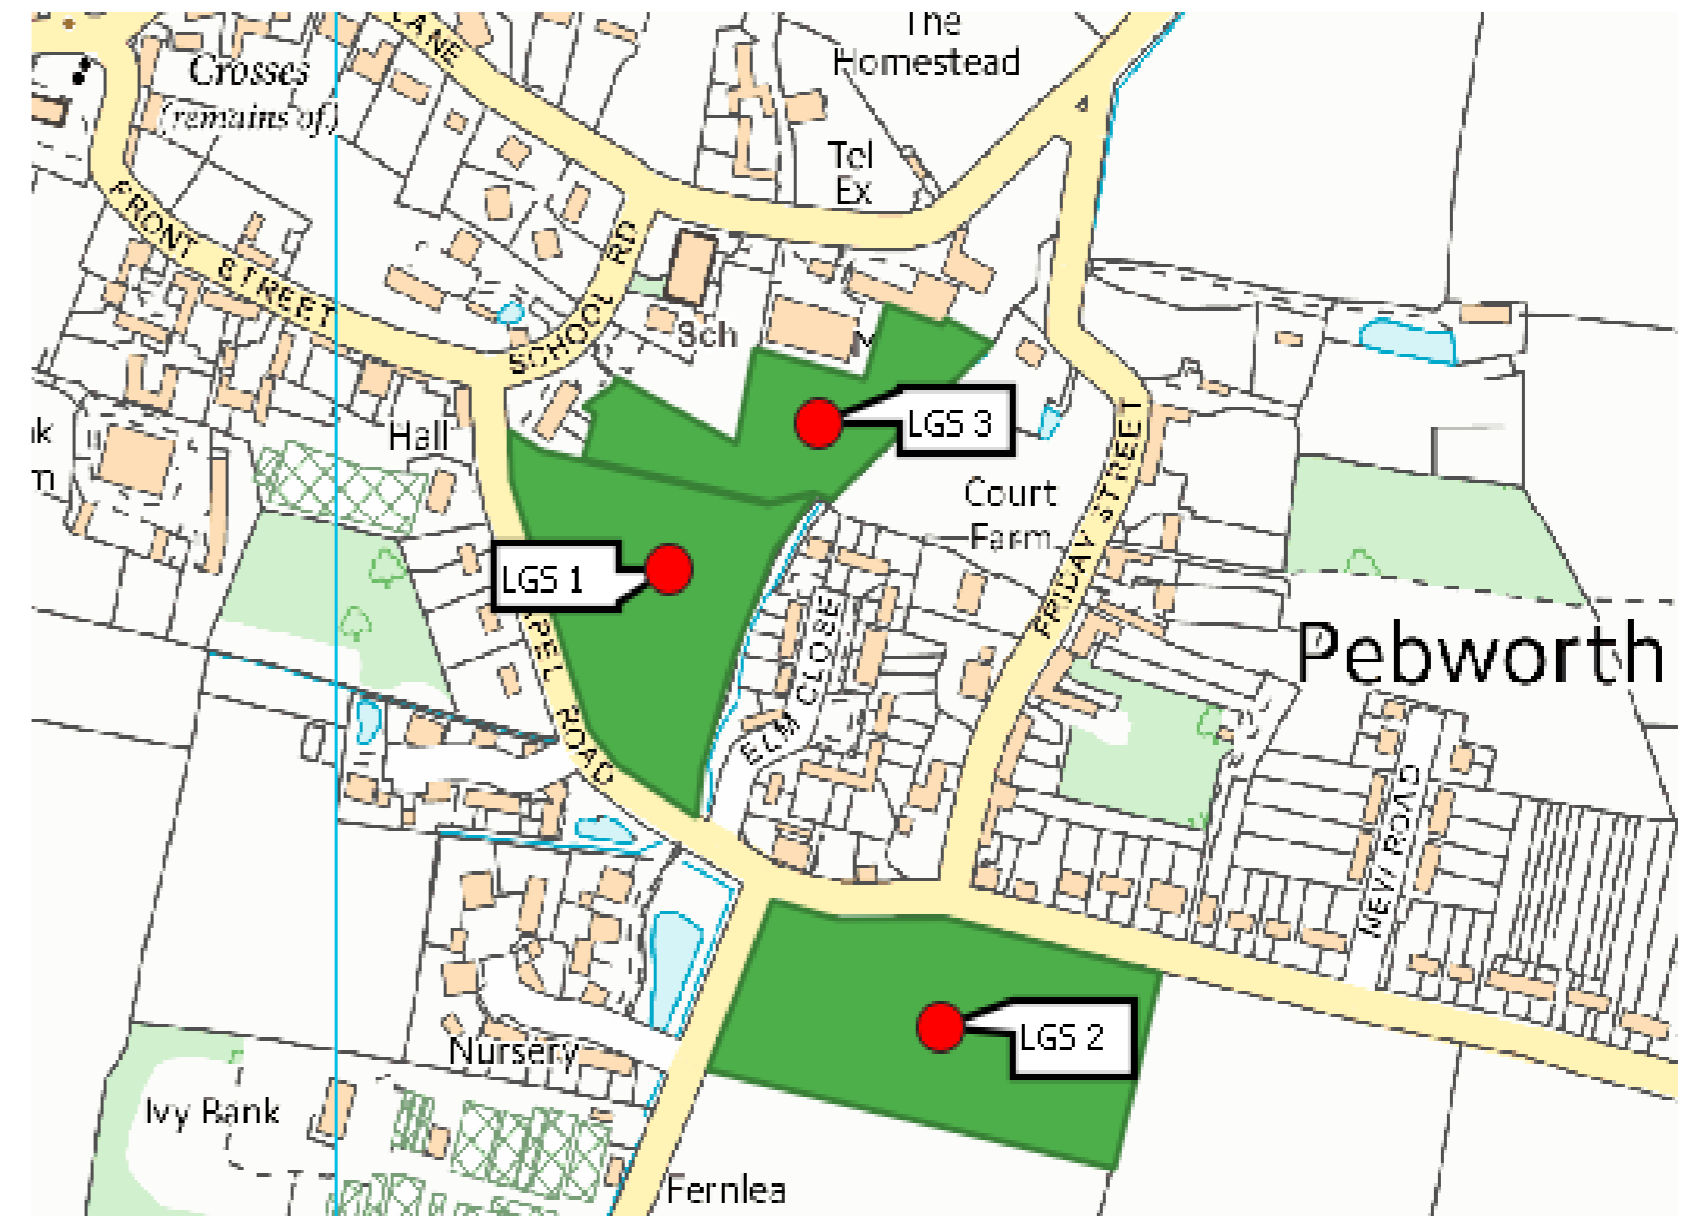 LANE
The
Homestead
Crosses
(remains of)
Tel
Ex
FRONT STREET
SCHOOL RD
Sch
LGS 3
Hall
Court
Farm
FRIDAY STREET
LGS 1
ELM CLOSE
Pebworth
ROAD
NEW ROAD
LGS 2
Nursery
Ivy Bank
Fernlea